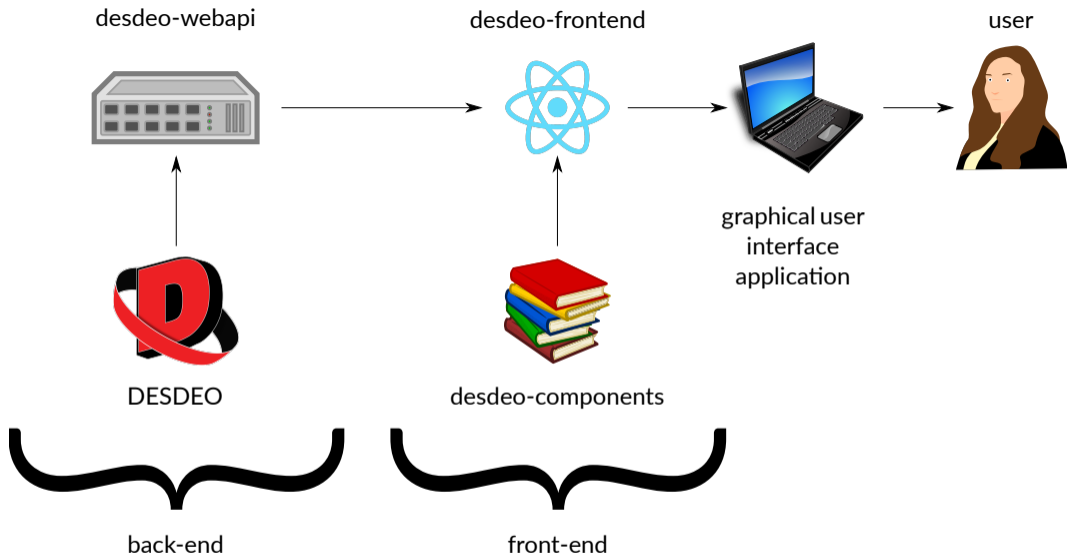 desdeo-webapi
desdeo-frontend
user
graphical user
interface
application
D
DESDEO
desdeo-components
back-end
front-end